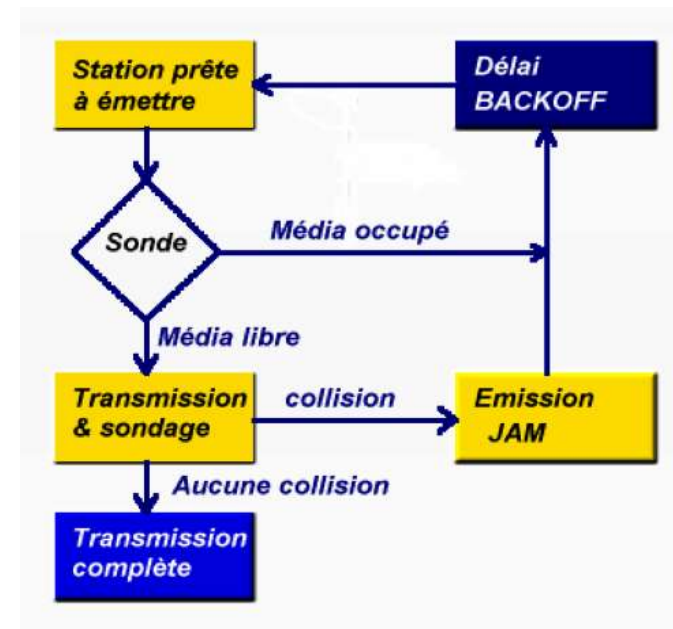 Station prête
à émettre
Délai
BACKOFF
Sonde
Média occupé
Média libre
Transmission
& sondage
collision
Emission
JAM
Aucune collision
Transmission
complète